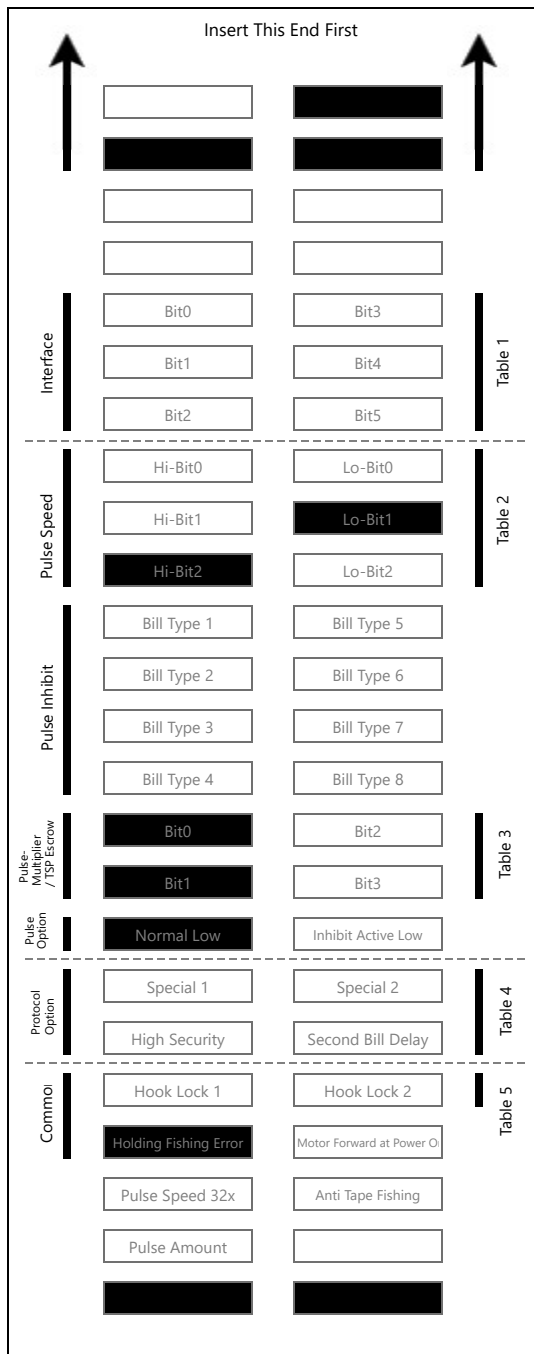 Insert This End First
Interface
Bit0 Bit3
Bit1 Bit4
Bit2 Bit5
Table 1
Pulse Speed
Hi-Bit0 Lo-Bit0
Hi-Bit1 Lo-Bit1
Hi-Bit2 Lo-Bit2
Table 2
Pulse Inhibit
Bill Type 1 Bill Type 5
Bill Type 2 Bill Type 6
Bill Type 3 Bill Type 7
Bill Type 4 Bill Type 8
Pulse-
Multiplier
/ TSP Escrow
Bit0 Bit2
Bit1 Bit3
Table 3
Pulse
Option
Normal Low Inhibit Active Low
Protocol
Option
Special 1 Special 2
High Security Second Bill Delay
Table 4
Commo
Hook Lock 1 Hook Lock 2
Table 5
Holding Fishing Error Motor Forward at Power O
Pulse Speed 32x Anti Tape Fishing
Pulse Amount